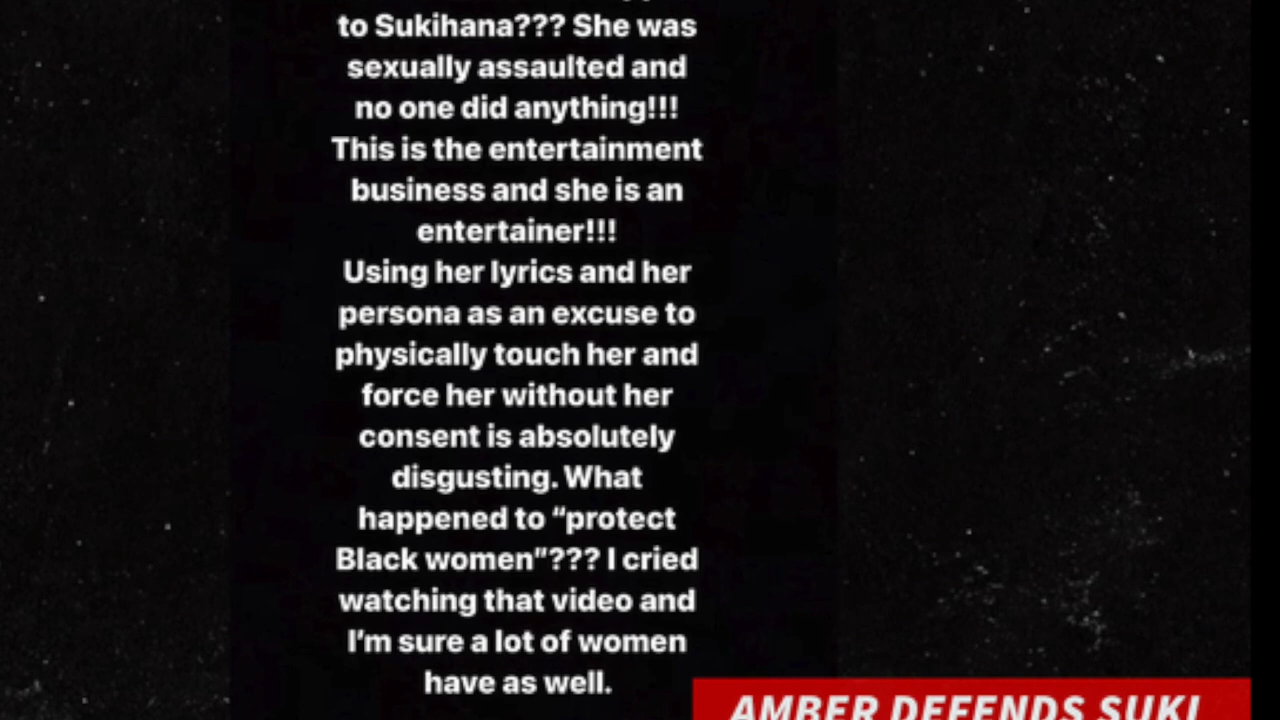 to Sukihana??? She was
sexually assaulted and
no one did anything!!!
This is the entertainment
business and she is an
entertainer!!!
Using her lyrics and her
persona as an excuse to
physically touch her and
force her without her
consent is absolutely
disgusting. What
happened to “protect
Black women”??? I cried
watching that video and
I’m sure a lot of women
have as well.
AMBER DEFENDS SUKI